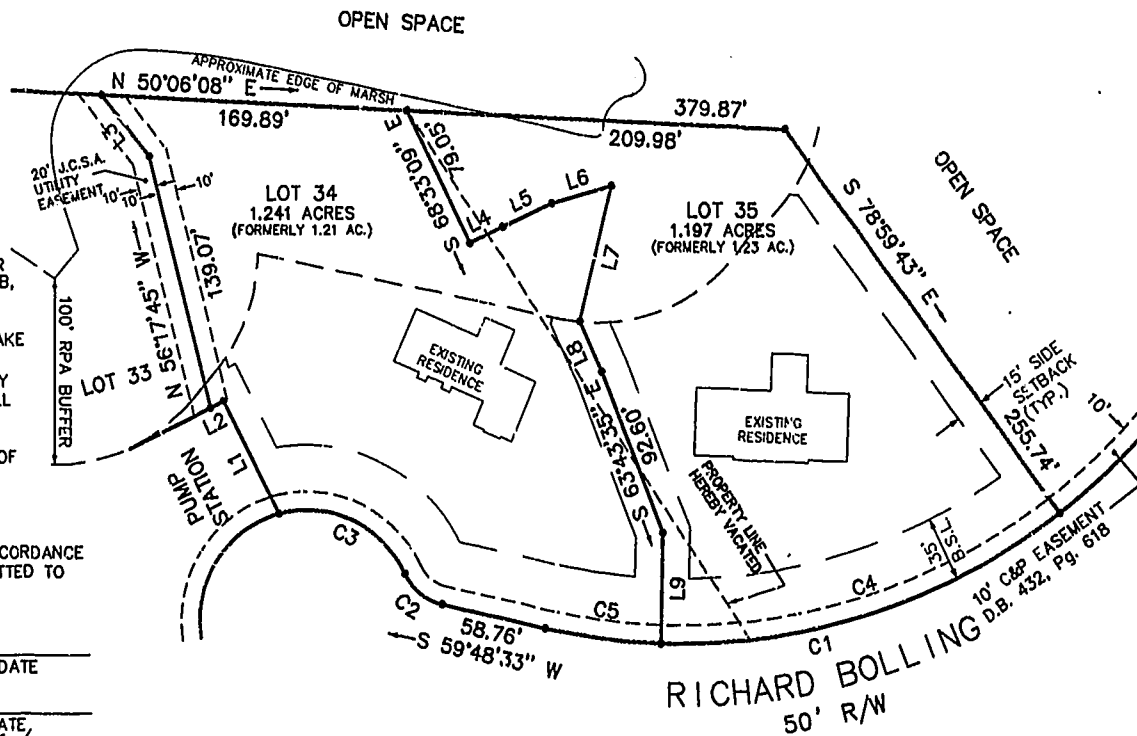 OPEN SPACE
APPROXIMATE EDGE OF MARSH
N 50°06'08" E
169.89'
379.87'
209.98'
OPEN SPACE
L3
20' J.C.S.A.
UTILITY
EASEMENT
10'
10'
10'
LOT 34
1.241 ACRES
(FORMERLY 1.21 AC.)
S 68°33'09" E
79.05'
L4
L5
L6
L7
LOT 35
1.197 ACRES
(FORMERLY 1.23 AC.)
S 78°59'43" E
255.74'
15' SIDE
SETBACK
(TYP.)
10'
R
B,
AKE
Y
LL
OF
CORDANCE
TTED TO
DATE
ATE,
100' RPA BUFFER
LOT 33
N 56°17'45" W
139.07'
L2
L1
PUMP
STATION
EXISTING
RESIDENCE
L8
S 63°43'35" E
92.60'
EXISTING
RESIDENCE
PROPERTY LINE
HEREBY VACATED
L9
C3
C2
58.76'
S 59°48'33" W
C5
C4
C1
35'
B.S.L.
10' C&P EASEMENT
D.B. 432, Pg. 618
RICHARD BOLLING
50' R/W